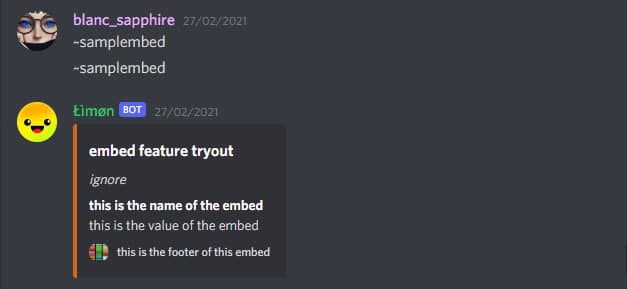 blanc_sapphire 27/02/2021
~samplembed
~samplembed
Łìmøn BOT 27/02/2021
embed feature tryout
ignore
this is the name of the embed
this is the value of the embed
this is the footer of this embed